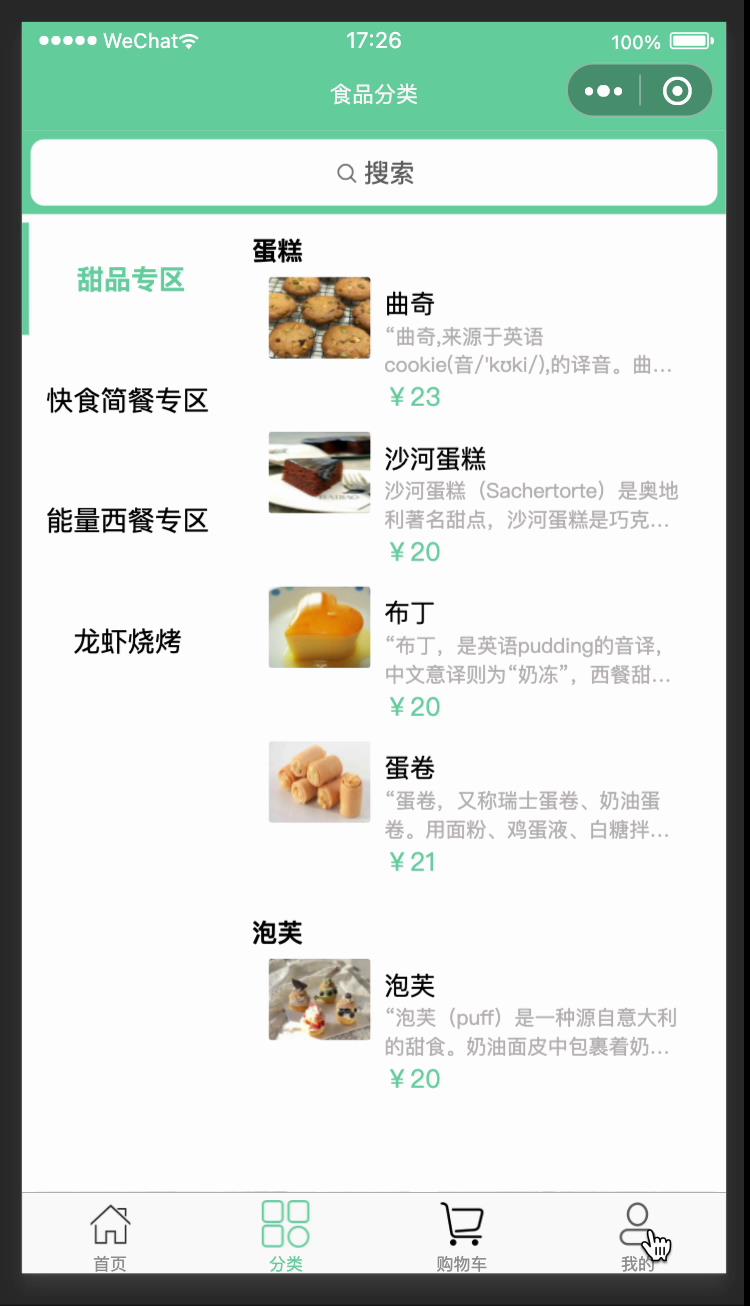 WeChat 17:26 100%
食品分类
搜索
甜品专区
快食简餐专区
能量西餐专区
龙虾烧烤
蛋糕
曲奇
“曲奇,来源于英语
cookie(音/'kʊki/),的译音。曲...
￥23
沙河蛋糕
沙河蛋糕（Sachertorte）是奥地
利著名甜点，沙河蛋糕是巧克...
￥20
布丁
“布丁，是英语pudding的音译，
中文意译则为“奶冻”，西餐甜...
￥20
蛋卷
“蛋卷，又称瑞士蛋卷、奶油蛋
卷。用面粉、鸡蛋液、白糖拌...
￥21
泡芙
泡芙
“泡芙（puff）是一种源自意大利
的甜食。奶油面皮中包裹着奶...
￥20
首页
分类
购物车
我的